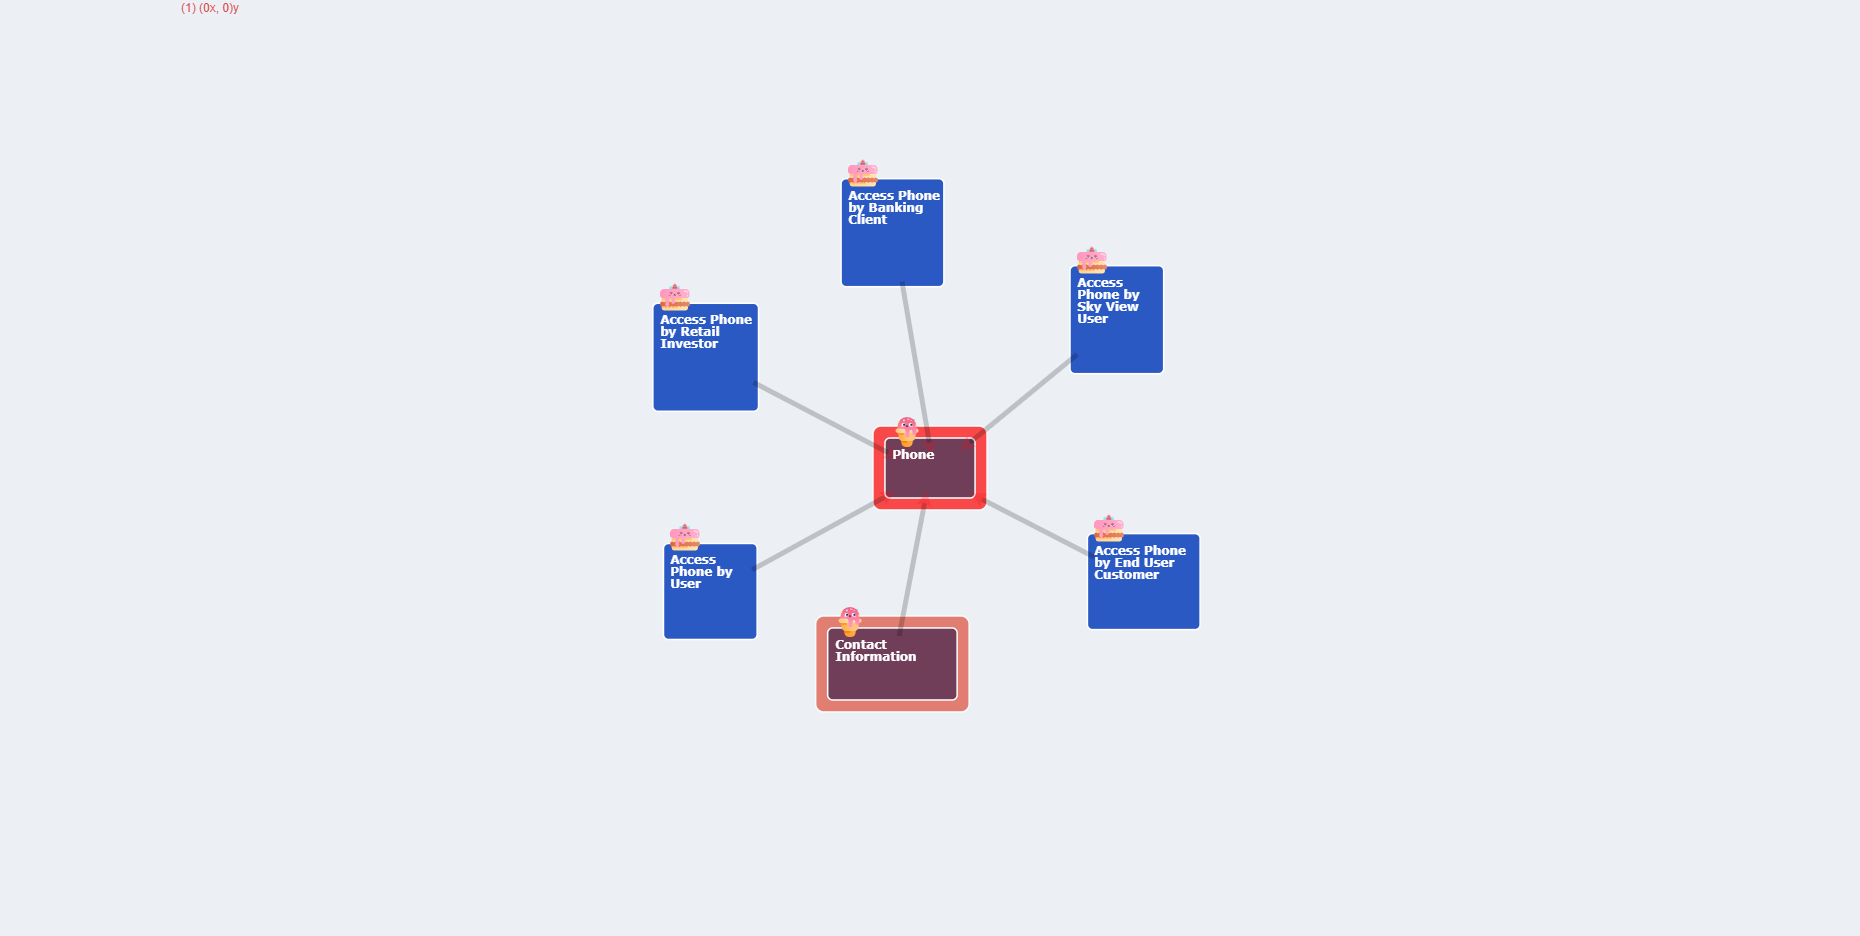 (1) (0x, 0)y
Access Phone
by Banking
Client
Access
Phone by
Sky View
User
Access Phone
by Retail
Investor
Phone
Access Phone
by End User
Customer
Access
Phone by
User
Contact
Information